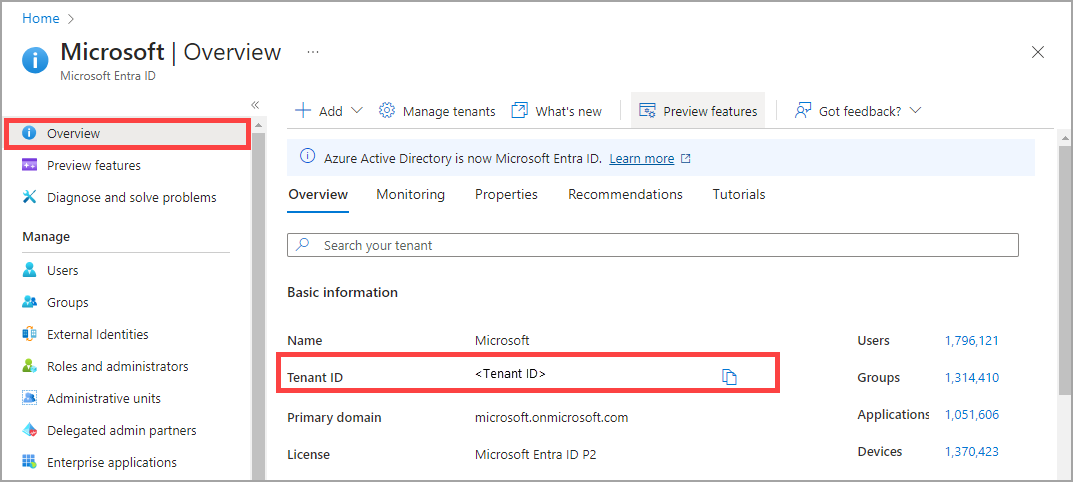 Home
Microsoft | Overview ...
Microsoft Entra ID
Add
Manage tenants
What's new
Preview features
Got feedback?
Overview
Preview features
Diagnose and solve problems
Manage
Users
Groups
External Identities
Roles and administrators
Administrative units
Delegated admin partners
Enterprise applications
Azure Active Directory is now Microsoft Entra ID. Learn more
Overview Monitoring Properties Recommendations Tutorials
Search your tenant
Basic information
Name Microsoft Users 1,796,121
Tenant ID <Tenant ID> Groups 1,314,410
Primary domain microsoft.onmicrosoft.com Applications 1,051,606
License Microsoft Entra ID P2 Devices 1,370,423